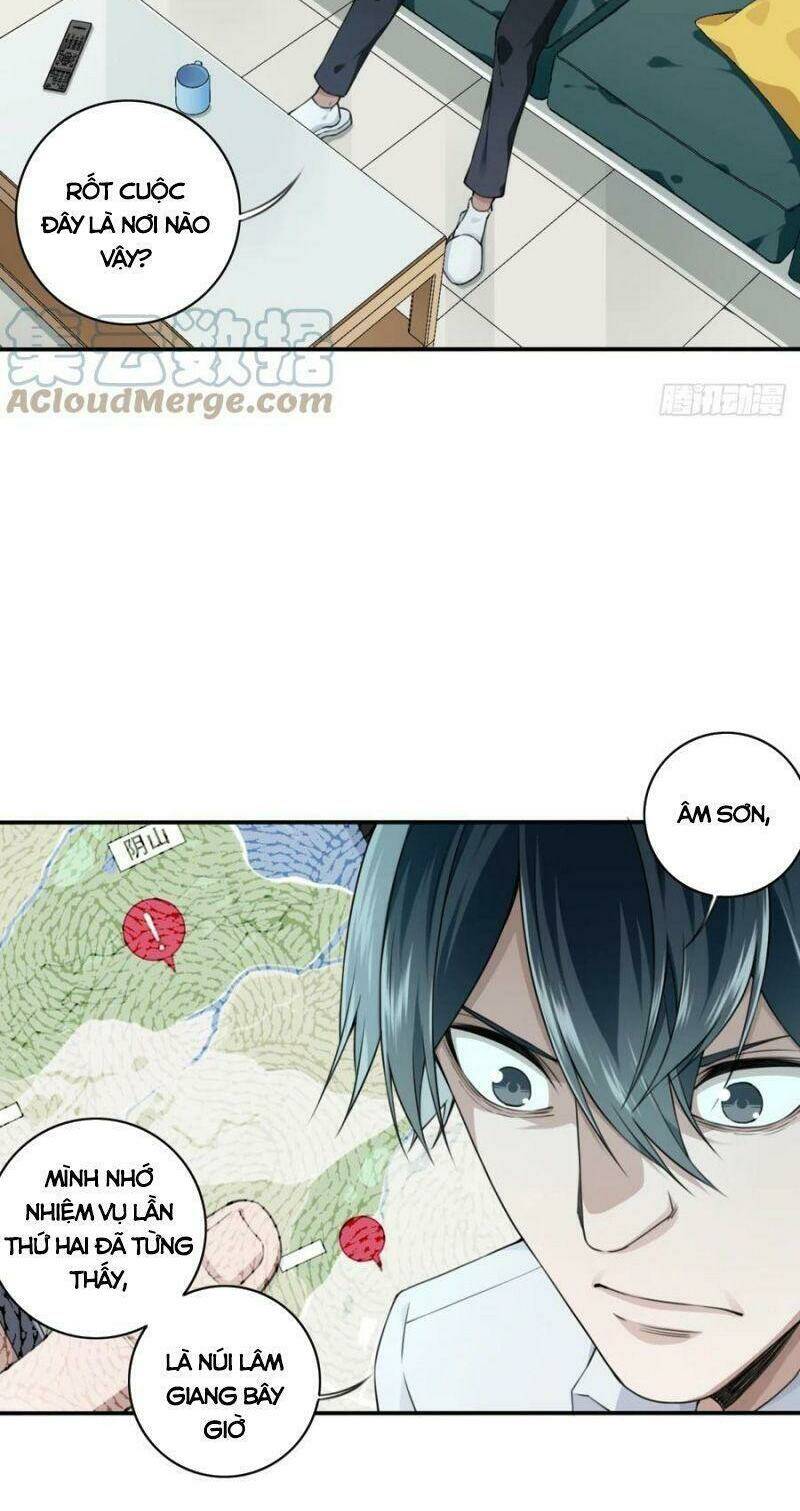 RỐT CUỘC
ĐÂY LÀ NƠI NÀO
VẬY?
集云数据
ACloudMerge.com
腾讯动漫
ÂM SƠN,
阴山
!
MÌNH NHỚ
NHIỆM VỤ LẦN
THỨ HAI ĐÃ TỪNG
THẤY,
LÀ NÚI LÂM
GIANG BÂY
GIỜ